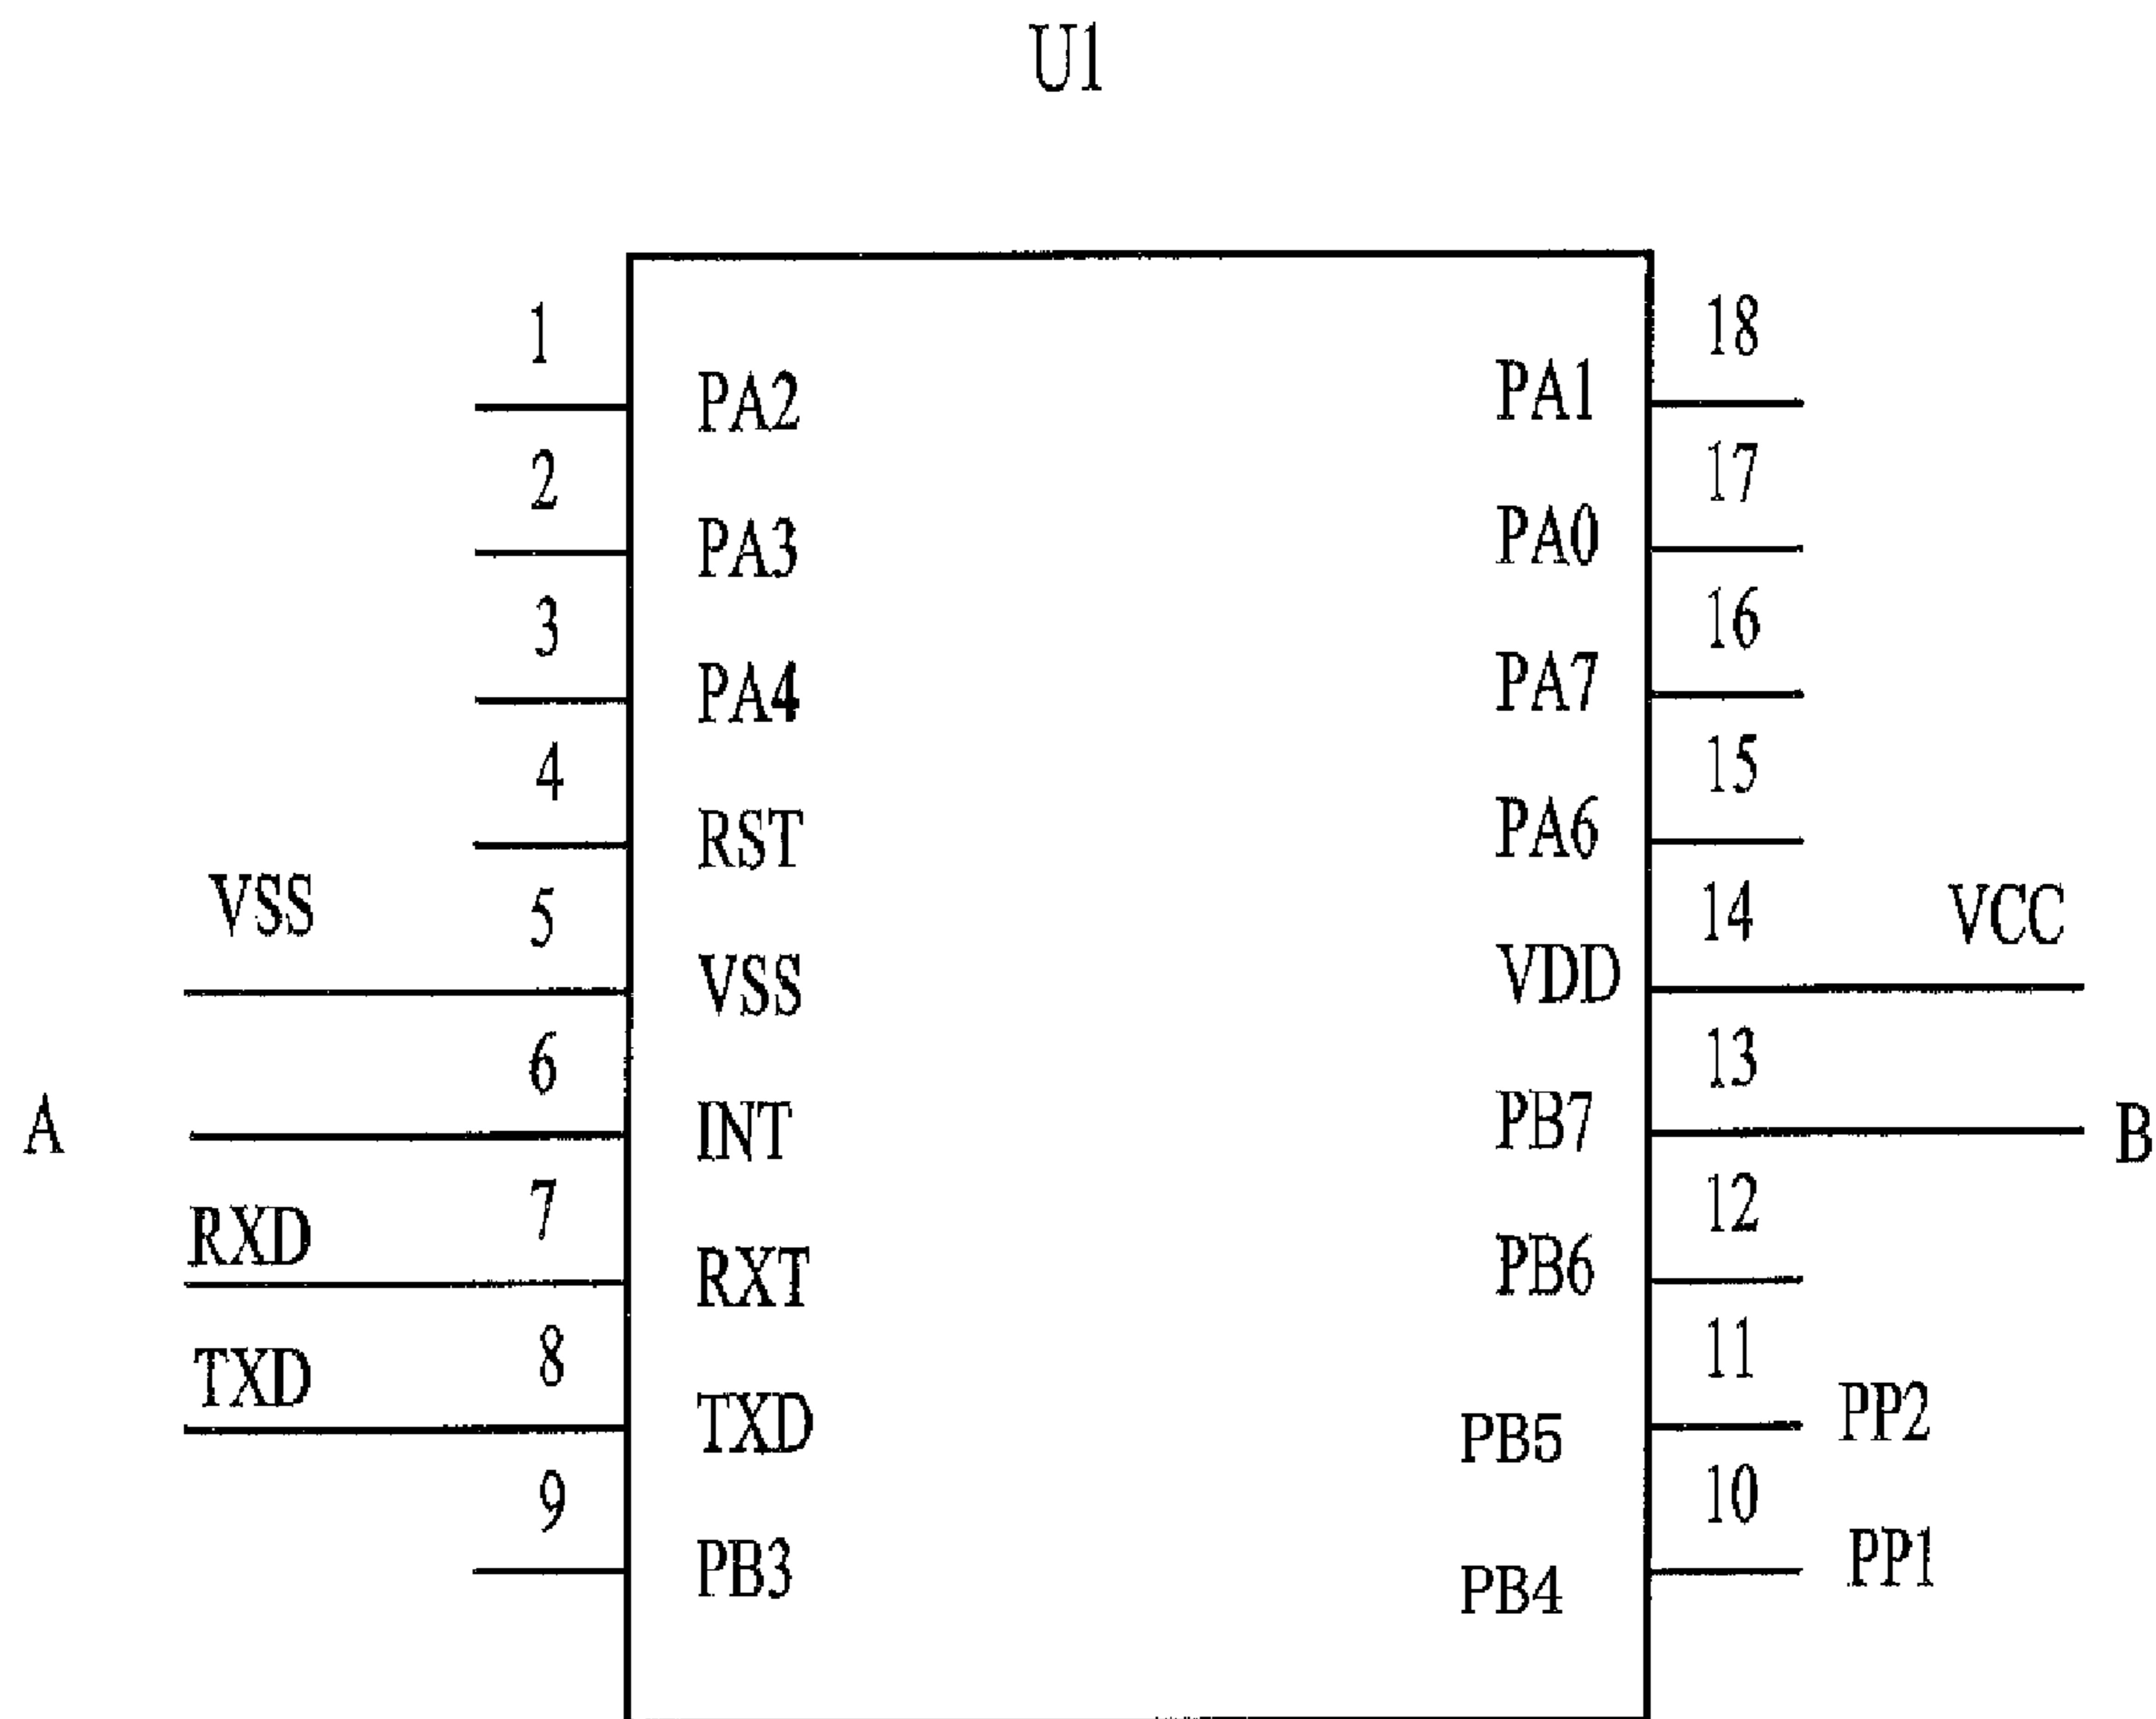 U1
1 18
PA2 PA1
2 17
PA3 PA0
3 16
PA4 PA7
4 15
RST PA6
VSS 5 14 VCC
VSS VDD
6 13
A INT PB7 B
RXD 7 12
RXT PB6
TXD 8 11
TXD PB5 PP2
9 10
PB3 PB4 PP1